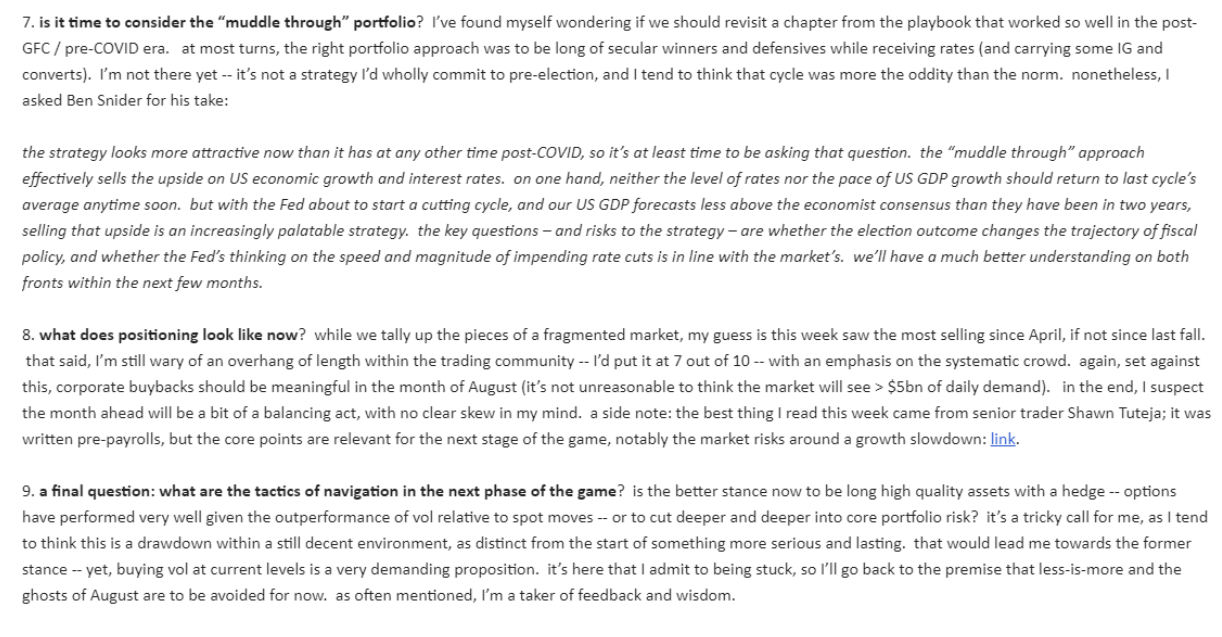 7. is it time to consider the “muddle through” portfolio?  I’ve found myself wondering if we should revisit a chapter from the playbook that worked so well in the post-
GFC / pre-COVID era.   at most turns, the right portfolio approach was to be long of secular winners and defensives while receiving rates (and carrying some IG and
converts).  I’m not there yet -- it’s not a strategy I’d wholly commit to pre-election, and I tend to think that cycle was more the oddity than the norm.  nonetheless, I
asked Ben Snider for his take:
the strategy looks more attractive now than it has at any other time post-COVID, so it’s at least time to be asking that question.  the “muddle through” approach
effectively sells the upside on US economic growth and interest rates.  on one hand, neither the level of rates nor the pace of US GDP growth should return to last cycle’s
average anytime soon.  but with the Fed about to start a cutting cycle, and our US GDP forecasts less above the economist consensus than they have been in two years,
selling that upside is an increasingly palatable strategy.  the key questions – and risks to the strategy – are whether the election outcome changes the trajectory of fiscal
policy, and whether the Fed’s thinking on the speed and magnitude of impending rate cuts is in line with the market’s.  we’ll have a much better understanding on both
fronts within the next few months.
8. what does positioning look like now?  while we tally up the pieces of a fragmented market, my guess is this week saw the most selling since April, if not since last fall.
that said, I’m still wary of an overhang of length within the trading community -- I’d put it at 7 out of 10 -- with an emphasis on the systematic crowd.  again, set against
this, corporate buybacks should be meaningful in the month of August (it’s not unreasonable to think the market will see > $5bn of daily demand).   in the end, I suspect
the month ahead will be a bit of a balancing act, with no clear skew in my mind.  a side note: the best thing I read this week came from senior trader Shawn Tuteja; it was
written pre-payrolls, but the core points are relevant for the next stage of the game, notably the market risks around a growth slowdown: link.
9. a final question: what are the tactics of navigation in the next phase of the game?  is the better stance now to be long high quality assets with a hedge -- options
have performed very well given the outperformance of vol relative to spot moves -- or to cut deeper and deeper into core portfolio risk?  it’s a tricky call for me, as I tend
to think this is a drawdown within a still decent environment, as distinct from the start of something more serious and lasting.  that would lead me towards the former
stance -- yet, buying vol at current levels is a very demanding proposition.  it’s here that I admit to being stuck, so I’ll go back to the premise that less-is-more and the
ghosts of August are to be avoided for now.  as often mentioned, I’m a taker of feedback and wisdom.